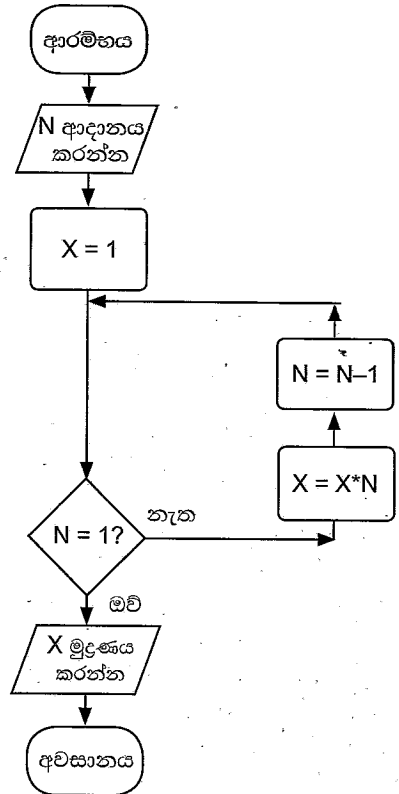 ආරම්භය
N ආදානය
කරන්න
X = 1
N = N–1
X = X*N
නැත
N = 1?
ඔව්
X මුද්‍රණය
කරන්න
අවසානය